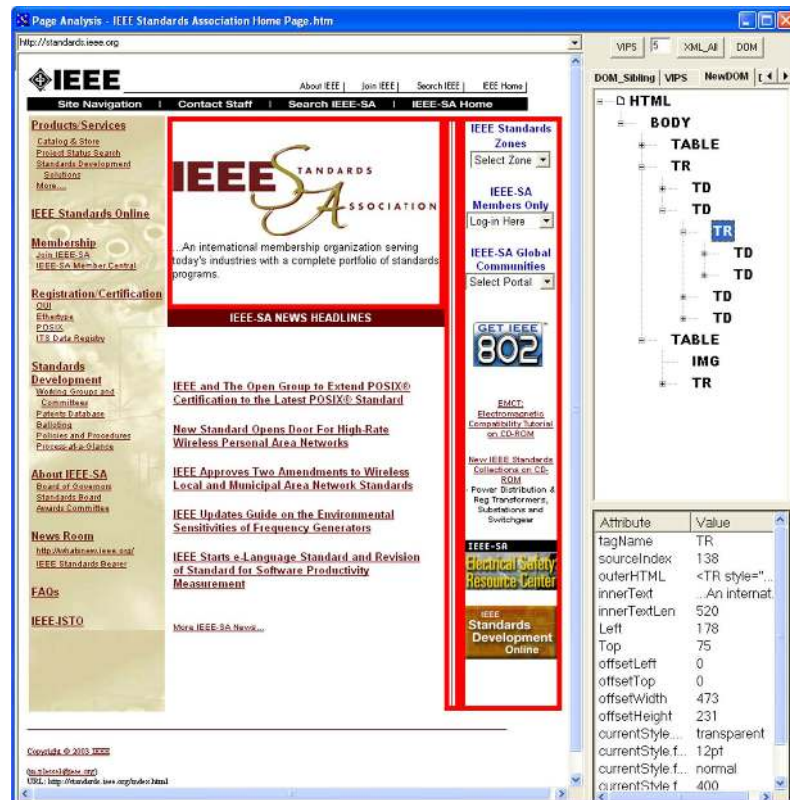 Page Analysis - IEEE Standards Association Home Page.htm
http://standards.ieee.org
VIPS 5 XML_All DOM
DOM_Sibling VIPS NewDOM
IEEE
About IEEE | Join IEEE | Search IEEE | IEEE Home |
Site Navigation | Contact Staff | Search IEEE-SA | IEEE-SA Home
Products/Services
Catalog & Store
Project Status Search
Standards Development
Solutions
More....
IEEE Standards Online
Membership
Join IEEE-SA
IEEE-SA Member Central
Registration/Certification
OUI
Ethertype
POSIX
ITS Data Registry
Standards
Development
Working Groups and
Committees
Patents Database
Balloting
Policies and Procedures
Process-at-a-Glance
About IEEE-SA
Board of Governors
Standards Board
Awards Committee
News Room
http://whatsnew.ieee.org/
IEEE Standards Bearer
FAQs
IEEE-ISTO
IEEE STANDARDS
ASSOCIATION
...An international membership organization serving
today's industries with a complete portfolio of standards
programs.
IEEE-SA NEWS HEADLINES
IEEE and The Open Group to Extend POSIX®
Certification to the Latest POSIX® Standard
New Standard Opens Door For High-Rate
Wireless Personal Area Networks
IEEE Approves Two Amendments to Wireless
Local and Municipal Area Network Standards
IEEE Updates Guide on the Environmental
Sensitivities of Frequency Generators
IEEE Starts e-Language Standard and Revision
of Standard for Software Productivity
Measurement
More IEEE-SA News...
IEEE Standards
Zones
Select Zone
IEEE-SA
Members Only
Log-in Here
IEEE-SA Global
Communities
Select Portal
GET IEEE
802
TM
EMCT:
Electromagnetic
Compatibility Tutorial
on CD-ROM
New IEEE Standards
Collections on CD-
ROM
- Power Distribution &
Reg Transformers,
Substations and
Switchgear
IEEE-SA
Electrical Safety
Resource Center
IEEE
Standards
Development
Online
Copyright © 2003 IEEE
URL: http://standards.ieee.org/index.html
HTML
BODY
TABLE
TR
TD
TD
TR
TD
TD
TD
TD
TABLE
IMG
TR
Attribute Value
tagName TR
sourceIndex 138
outerHTML <TR style="...
innerText ...An internat.
innerTextLen 520
Left 178
Top 75
offsetLeft 0
offsetTop 0
offsetWidth 473
offsetHeight 231
currentStyle.... transparent
currentStyle.f... 12pt
currentStyle.f... normal
currentStyle.f 400